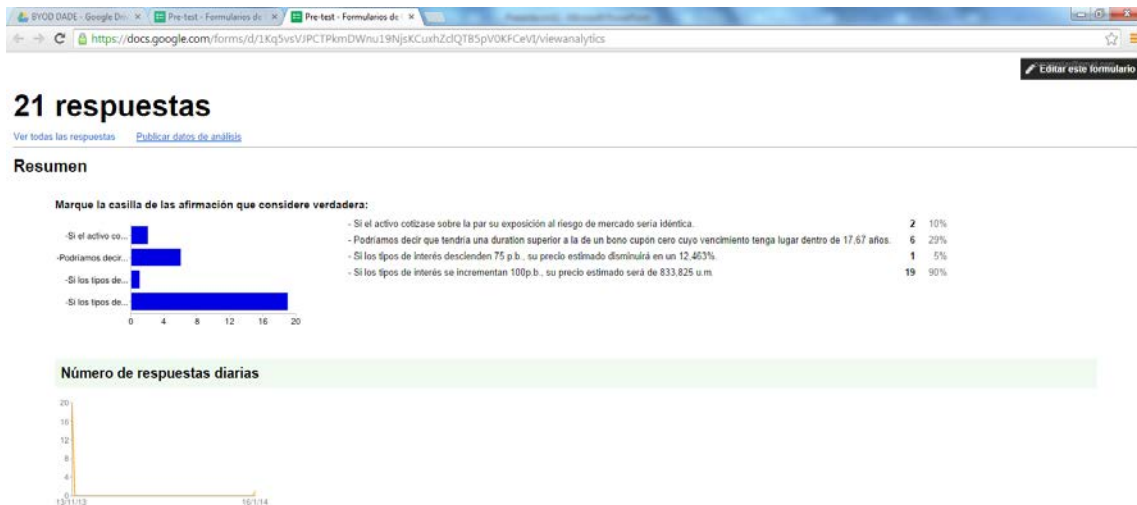 BYOD DADE - Google Dri
Pre-test - Formularios de
Pre-test - Formularios de
https://docs.google.com/forms/d/1Kq5vsVJPCTPkmDWnu19NjsKCuxhZclQTB5pV0KFCeVI/viewanalytics
Editar este formulario
21 respuestas
Ver todas las respuestas Publicar datos de análisis
Resumen
Marque la casilla de las afirmación que considere verdadera:
-Si el activo co...
-Podríamos decir...
-Si los tipos de...
-Si los tipos de...
0 4 8 12 16 20
- Si el activo cotizase sobre la par su exposición al riesgo de mercado sería idéntica. 2 10%
- Podríamos decir que tendría una duration superior a la de un bono cupón cero cuyo vencimiento tenga lugar dentro de 17,67 años. 6 29%
- Si los tipos de interés descienden 75 p.b., su precio estimado disminuirá en un 12,463%. 1 5%
- Si los tipos de interés se incrementan 100p.b., su precio estimado será de 833,825 u.m. 19 90%
Número de respuestas diarias
20
16
12
8
4
0
13/11/13 16/1/14